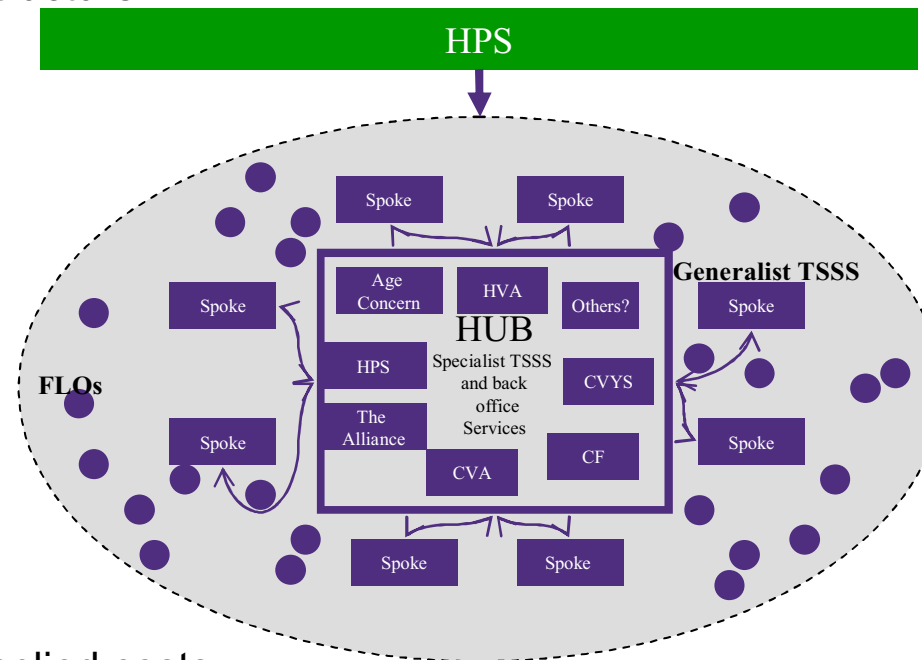 HPS
Spoke
Spoke
Generalist TSSS
Age
Concern
HVA
Others?
Spoke
Spoke
HUB
Specialist TSSS
and back
office
Services
HPS
CVYS
FLOs
The
Alliance
Spoke
Spoke
CF
CVA
Spoke
Spoke